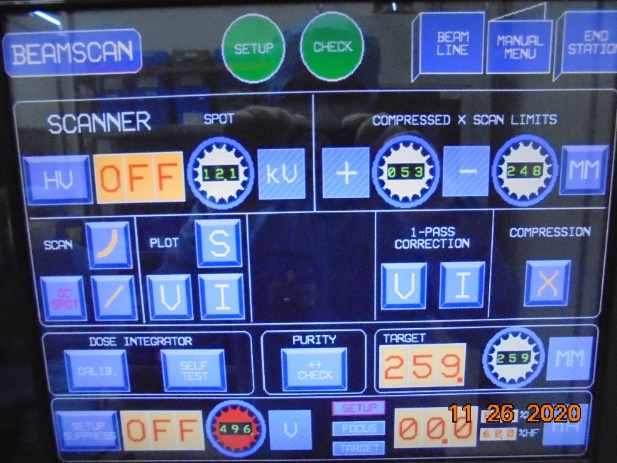 BEAMSCAN
SETUP
CHECK
BEAM
LINE
MANUAL
MENU
END
STATION
SCANNER
SPOT
COMPRESSED X SCAN LIMITS
HV
OFF
121
kV
+
053
-
248
MM
SCAN
PLOT
S
1-PASS
CORRECTION
COMPRESSION
DC
SPOT
V
I
V
I
X
DOSE INTEGRATOR
PURITY
TARGET
CALIB.
SELF
TEST
++
CHECK
259.
259
MM
SETUP
SUPPRESS
OFF
496
V
SETUP
FOCUS
TARGET
00.0
%HF
11 26 2020